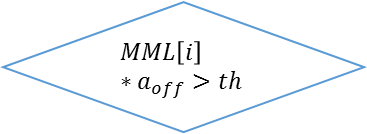 MML[i]
* a_off > th